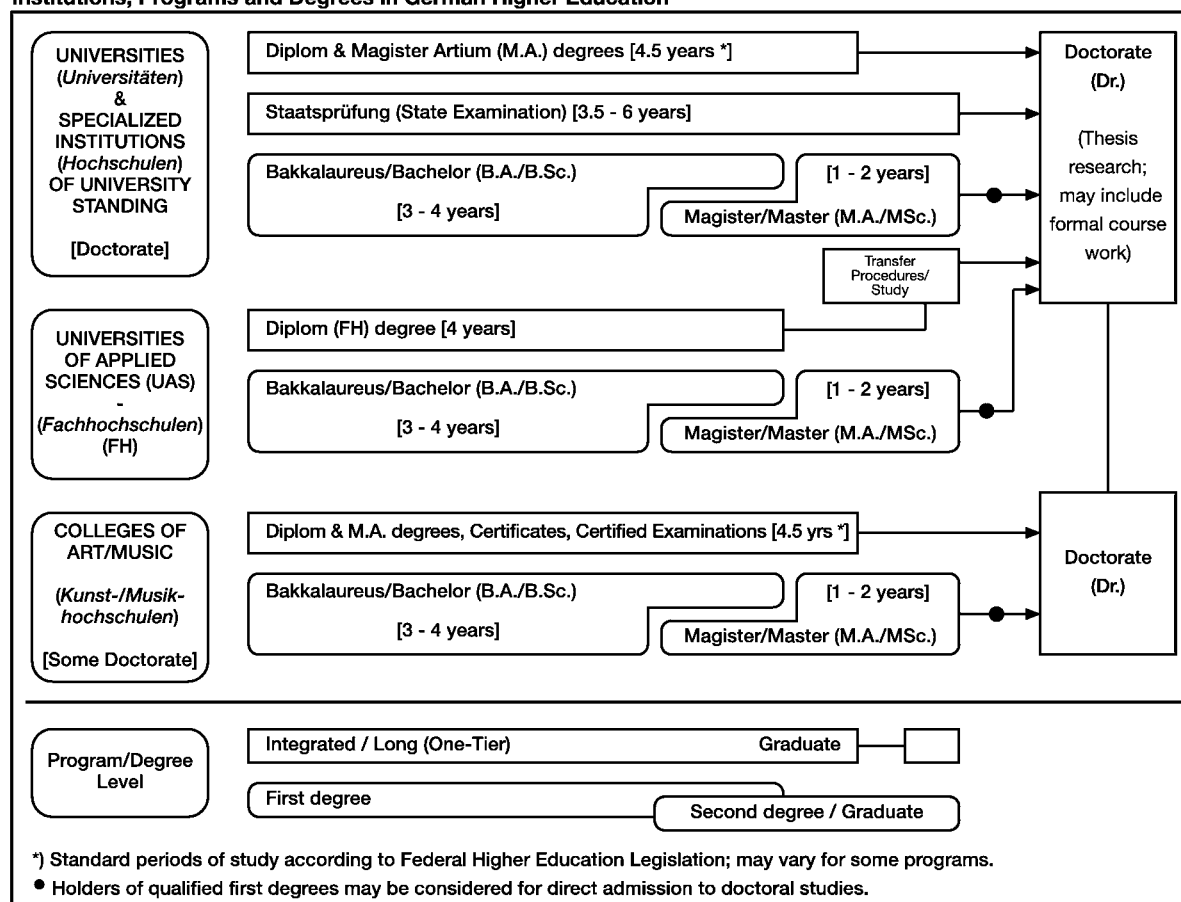 Institutions, Programs and Degrees in German Higher Education
UNIVERSITIES
(Universitäten)
&
SPECIALIZED
INSTITUTIONS
(Hochschulen)
OF UNIVERSITY
STANDING
[Doctorate]
Diplom & Magister Artium (M.A.) degrees [4.5 years *]
Staatsprüfung (State Examination) [3.5 - 6 years]
Bakkalaureus/Bachelor (B.A./B.Sc.)
[3 - 4 years]
[1 - 2 years]
Magister/Master (M.A./MSc.)
Transfer
Procedures/
Study
Doctorate
(Dr.)
(Thesis
research;
may include
formal course
work)
UNIVERSITIES
OF APPLIED
SCIENCES (UAS)
-
(Fachhochschulen)
(FH)
Diplom (FH) degree [4 years]
Bakkalaureus/Bachelor (B.A./B.Sc.)
[3 - 4 years]
[1 - 2 years]
Magister/Master (M.A./MSc.)
COLLEGES OF
ART/MUSIC
(Kunst-/Musik-
hochschulen)
[Some Doctorate]
Diplom & M.A. degrees, Certificates, Certified Examinations [4.5 yrs *]
Bakkalaureus/Bachelor (B.A./B.Sc.)
[3 - 4 years]
[1 - 2 years]
Magister/Master (M.A./MSc.)
Doctorate
(Dr.)
Program/Degree
Level
Integrated / Long (One-Tier)
Graduate
First degree
Second degree / Graduate
*) Standard periods of study according to Federal Higher Education Legislation; may vary for some programs.
● Holders of qualified first degrees may be considered for direct admission to doctoral studies.